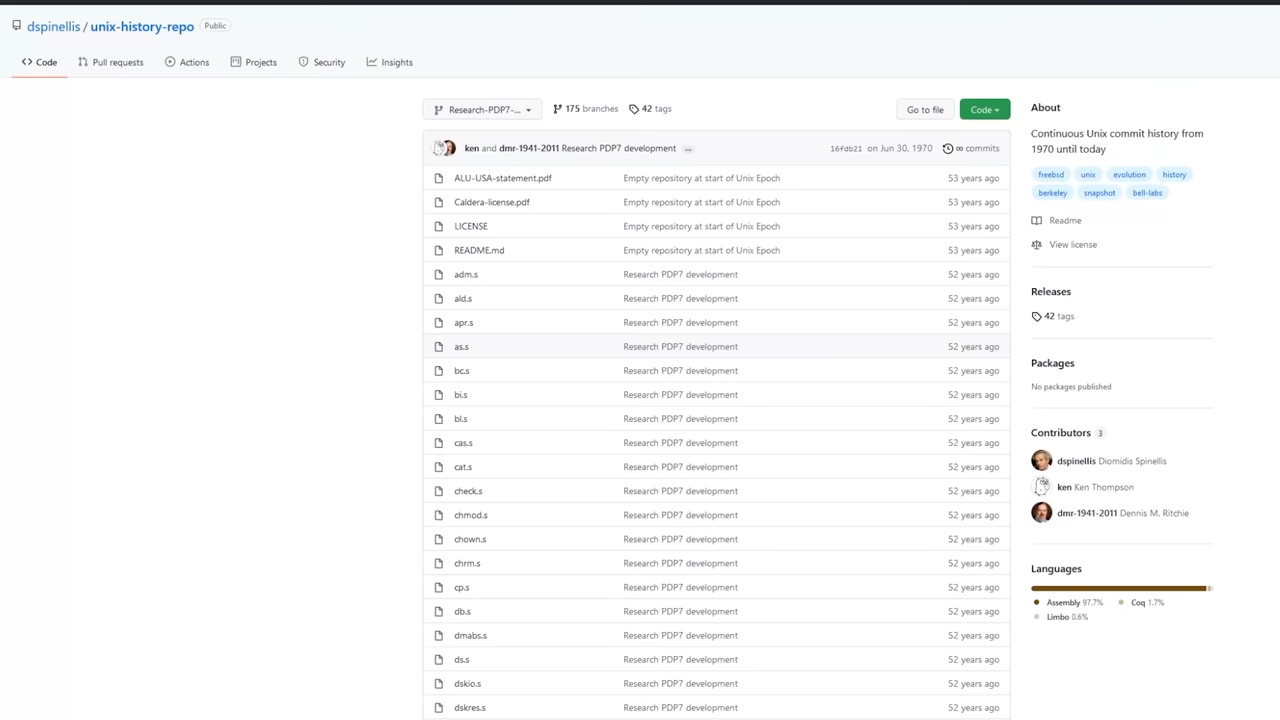 dspinellis / unix-history-repo Public
Code Pull requests Actions Projects Security Insights
Research-PDP7-... 175 branches 42 tags Go to file Code
ken and dmr-1941-2011 Research PDP7 development ... 16fdb21 on Jun 30, 1970 ∞ commits
ALU-USA-statement.pdf Empty repository at start of Unix Epoch 53 years ago
Caldera-license.pdf Empty repository at start of Unix Epoch 53 years ago
LICENSE Empty repository at start of Unix Epoch 53 years ago
README.md Empty repository at start of Unix Epoch 53 years ago
adm.s Research PDP7 development 52 years ago
ald.s Research PDP7 development 52 years ago
apr.s Research PDP7 development 52 years ago
as.s Research PDP7 development 52 years ago
bc.s Research PDP7 development 52 years ago
bi.s Research PDP7 development 52 years ago
bl.s Research PDP7 development 52 years ago
cas.s Research PDP7 development 52 years ago
cat.s Research PDP7 development 52 years ago
check.s Research PDP7 development 52 years ago
chmod.s Research PDP7 development 52 years ago
chown.s Research PDP7 development 52 years ago
chrm.s Research PDP7 development 52 years ago
cp.s Research PDP7 development 52 years ago
db.s Research PDP7 development 52 years ago
dmabs.s Research PDP7 development 52 years ago
ds.s Research PDP7 development 52 years ago
dskio.s Research PDP7 development 52 years ago
dskres.s Research PDP7 development 52 years ago
About
Continuous Unix commit history from
1970 until today
freebsd unix evolution history
berkeley snapshot bell-labs
Readme
View license
Releases
42 tags
Packages
No packages published
Contributors 3
dspinellis Diomidis Spinellis
ken Ken Thompson
dmr-1941-2011 Dennis M. Ritchie
Languages
Assembly 97.7% Coq 1.7%
Limbo 0.6%